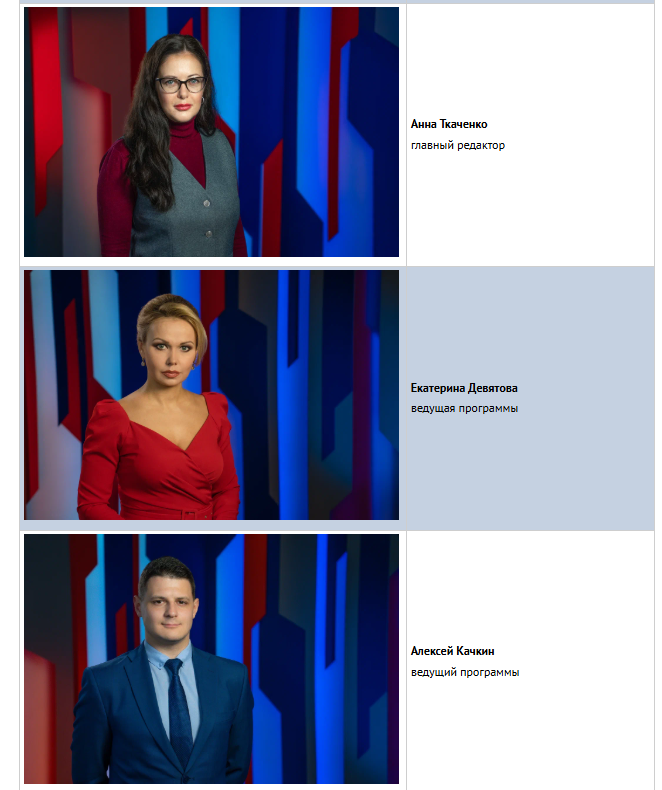 Анна Ткаченко
главный редактор
Екатерина Девятова
ведущая программы
Алексей Качкин
ведущий программы